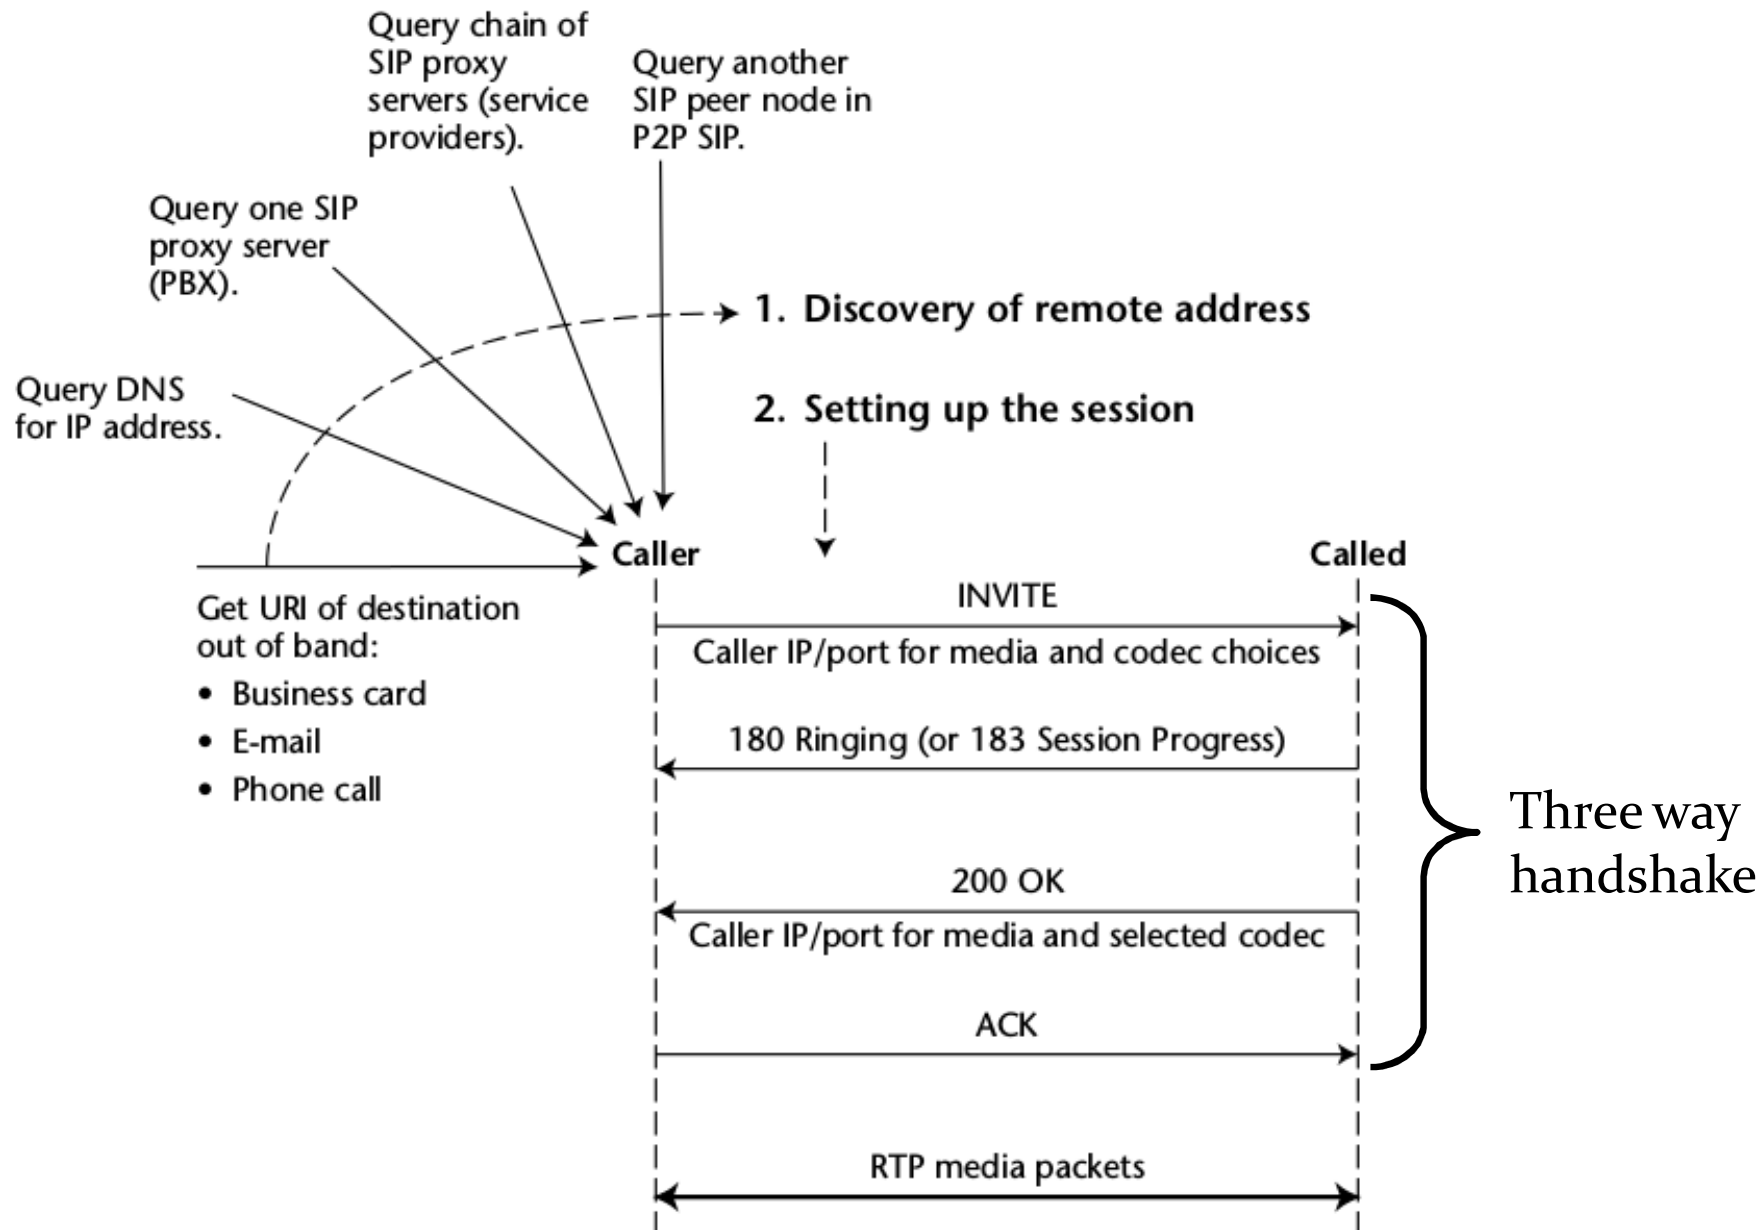 Query chain of
SIP proxy
servers (service
providers).
Query another
SIP peer node in
P2P SIP.
Query one SIP
proxy server
(PBX).
1. Discovery of remote address
Query DNS
for IP address.
2. Setting up the session
Caller
Called
Get URI of destination
out of band:
• Business card
• E-mail
• Phone call
INVITE
Caller IP/port for media and codec choices
180 Ringing (or 183 Session Progress)
Three way
handshake
200 OK
Caller IP/port for media and selected codec
ACK
RTP media packets